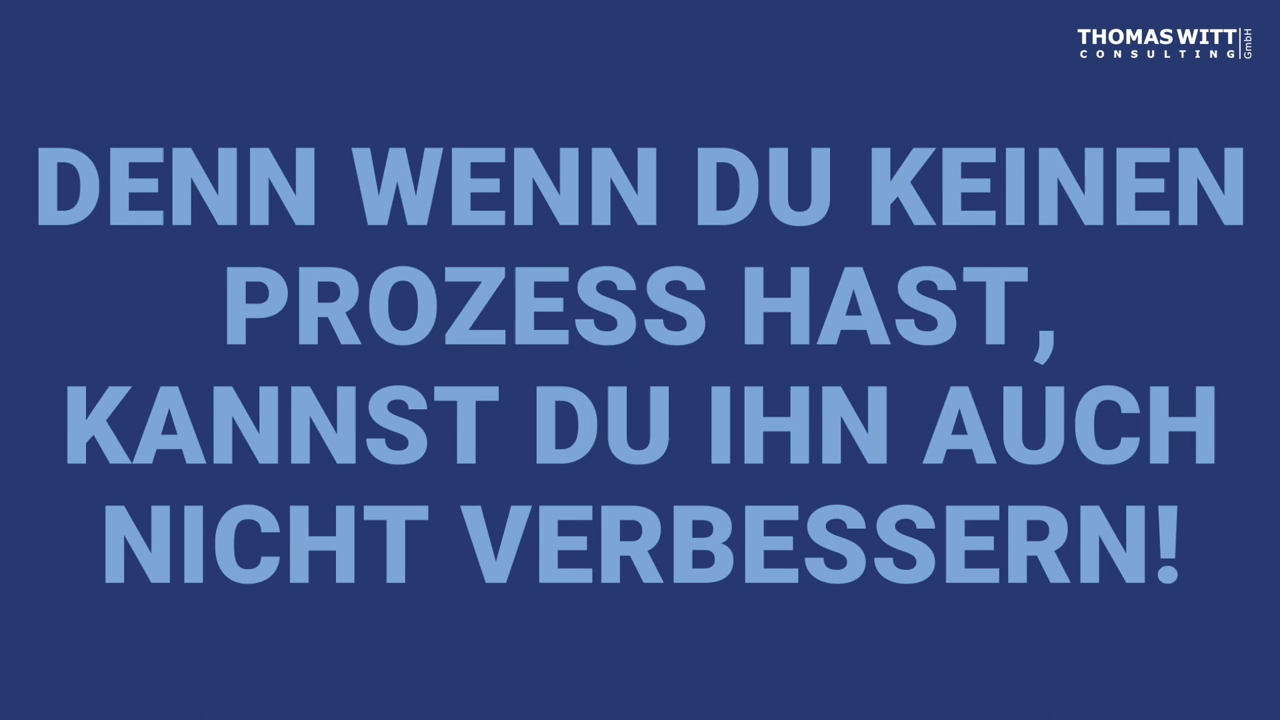 THOMAS WITT
CONSULTING
GmbH
DENN WENN DU KEINEN
PROZESS HAST,
KANNST DU IHN AUCH
NICHT VERBESSERN!